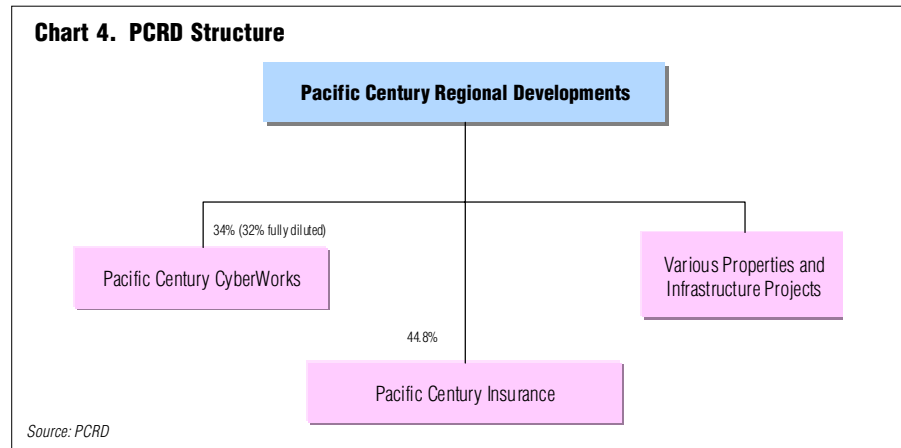 Chart 4. PCRD Structure
Pacific Century Regional Developments
34% (32% fully diluted)
Pacific Century CyberWorks
Various Properties and
Infrastructure Projects
44.8%
Pacific Century Insurance
Source: PCRD